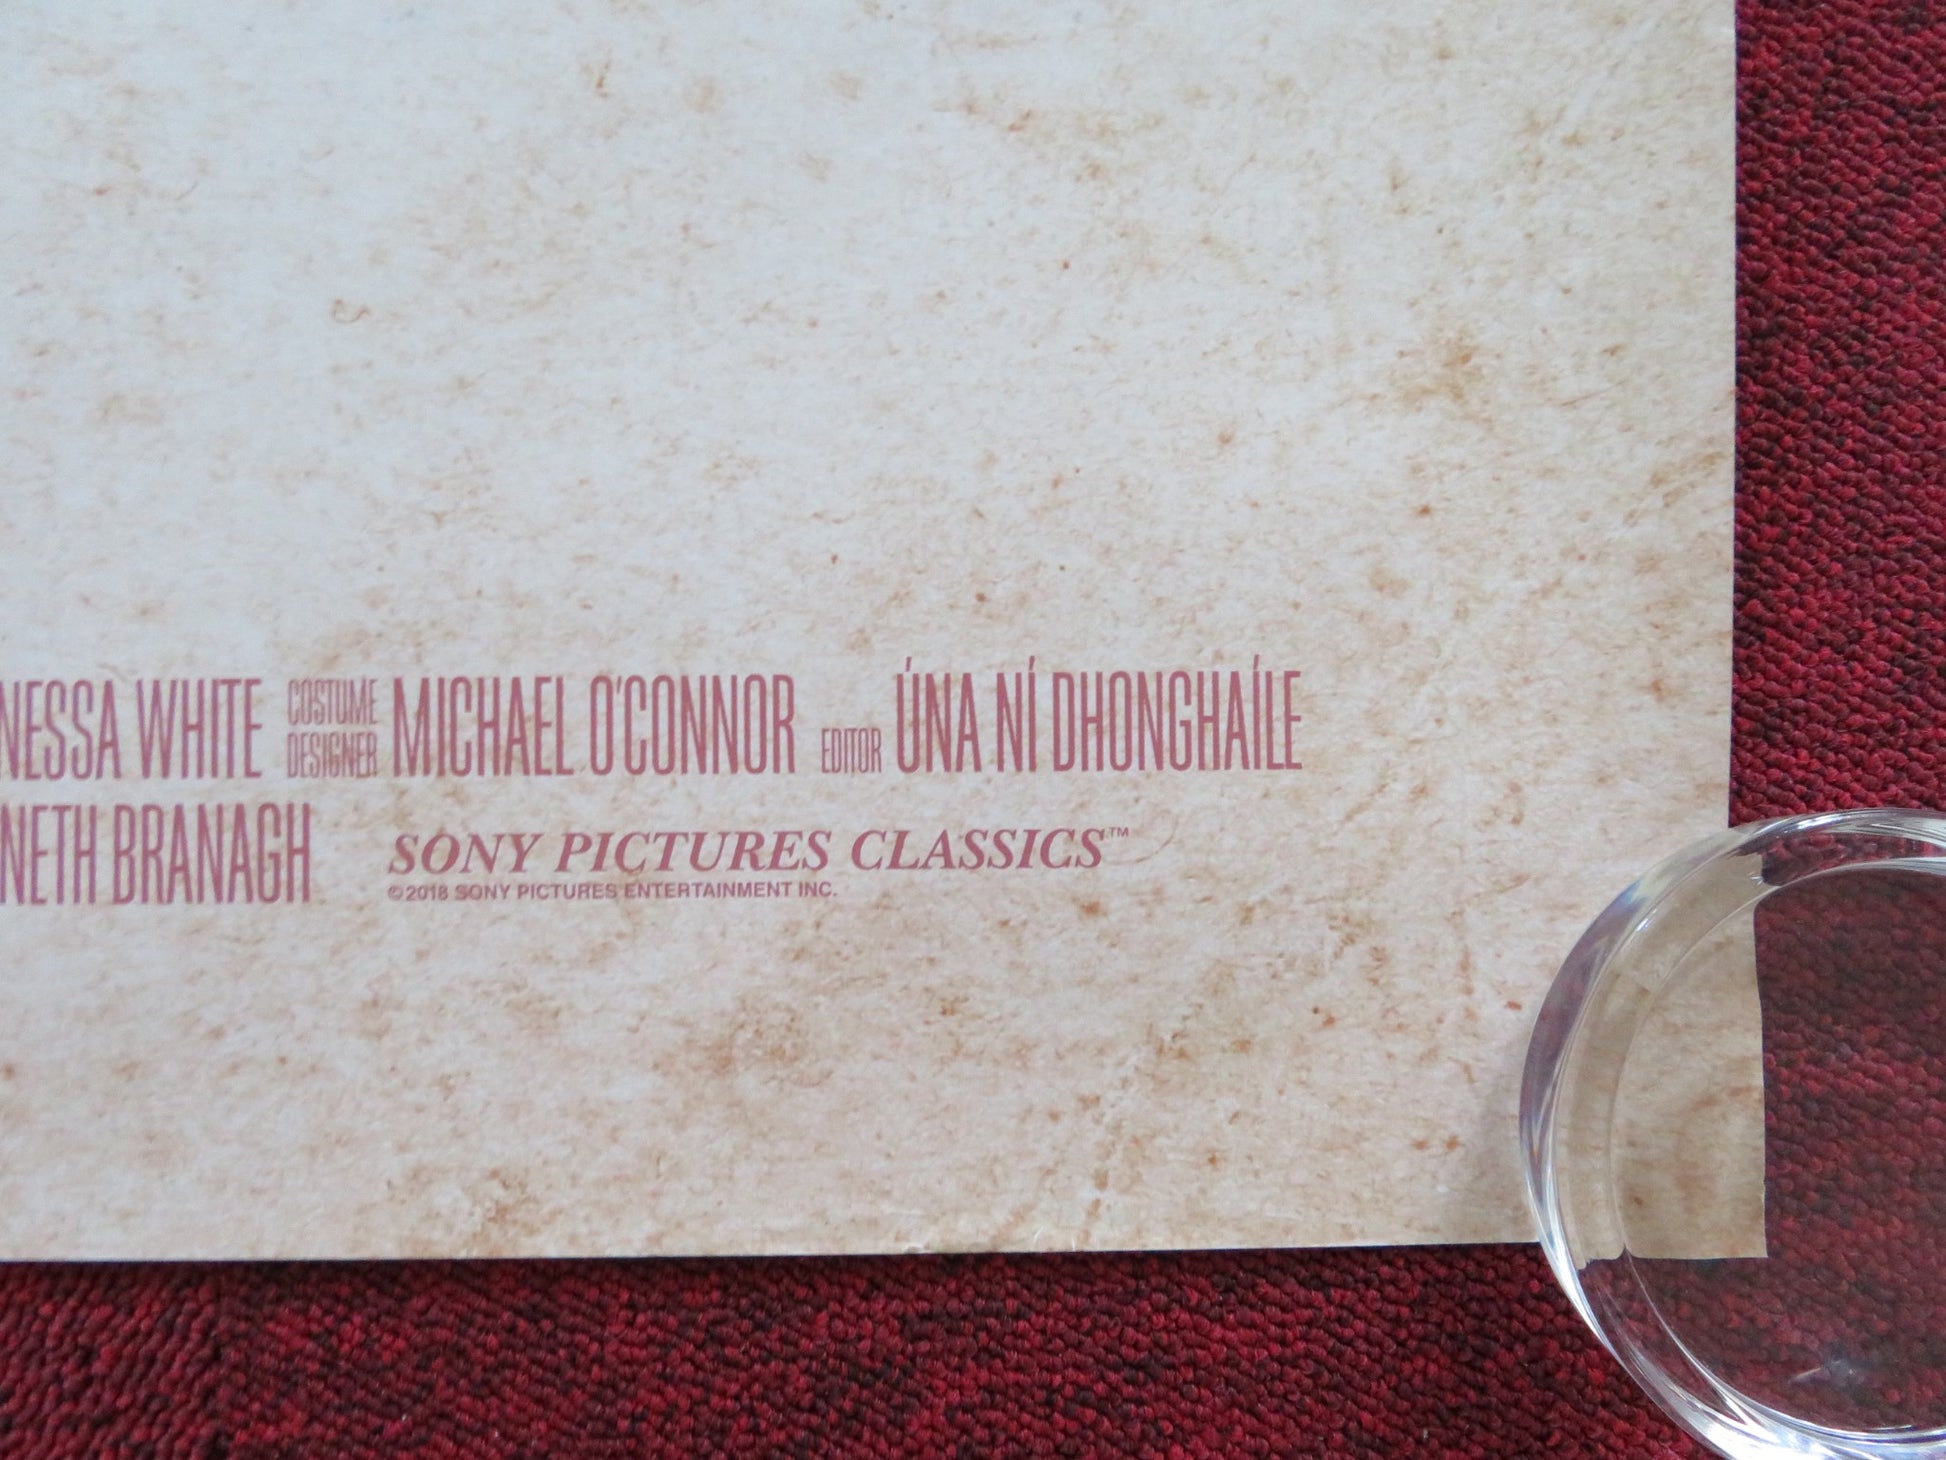 NESSA WHITE COSTUME DESIGNER MICHAEL O'CONNOR EDITOR ÚNA NÍ DHONGHAÍLE
NETH BRANAGH SONY PICTURES CLASSICS™
©2018 SONY PICTURES ENTERTAINMENT INC.